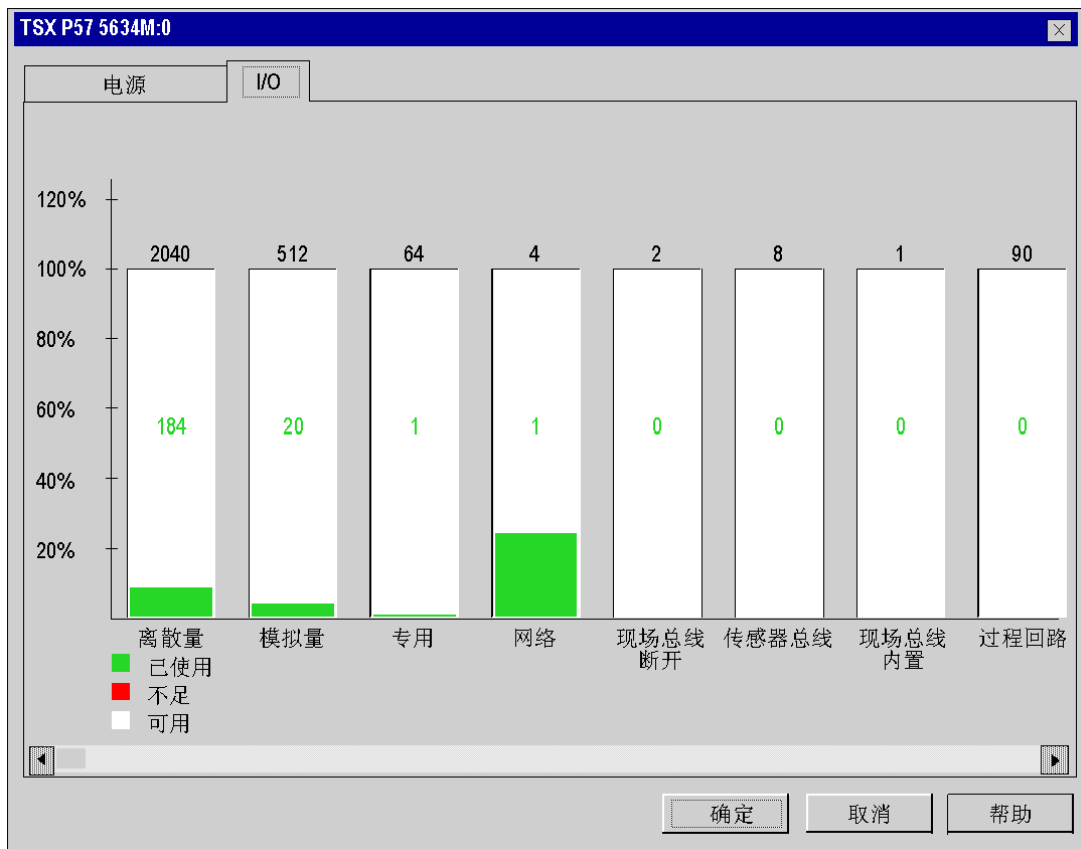 TSX P57 5634M:0
电源 I/O
120%
2040 512 64 4 2 8 1 90
100%
80%
60%
184 20 1 1 0 0 0 0
40%
20%
离散量 模拟量 专用 网络 现场总线 传感器总线 现场总线 过程回路
断开 内置
已使用
不足
可用
确定 取消 帮助